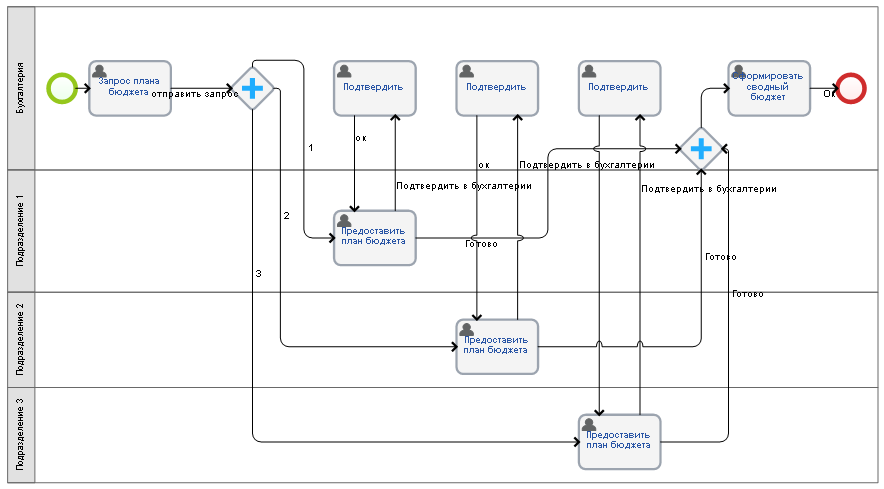 Бухгалтерия
Запрос плана
бюджета
отправить запрос
Подтвердить
Подтвердить
Подтвердить
Сформировать
сводный
бюджет
Ок
ок
1
ок
Подтвердить в бухгалтерии
Подтвердить в бухгалтерии
Подтвердить в бухгалтерии
Подразделение 1
2
Предоставить
план бюджета
Готово
Готово
3
Готово
Подразделение 2
Предоставить
план бюджета
Подразделение 3
Предоставить
план бюджета